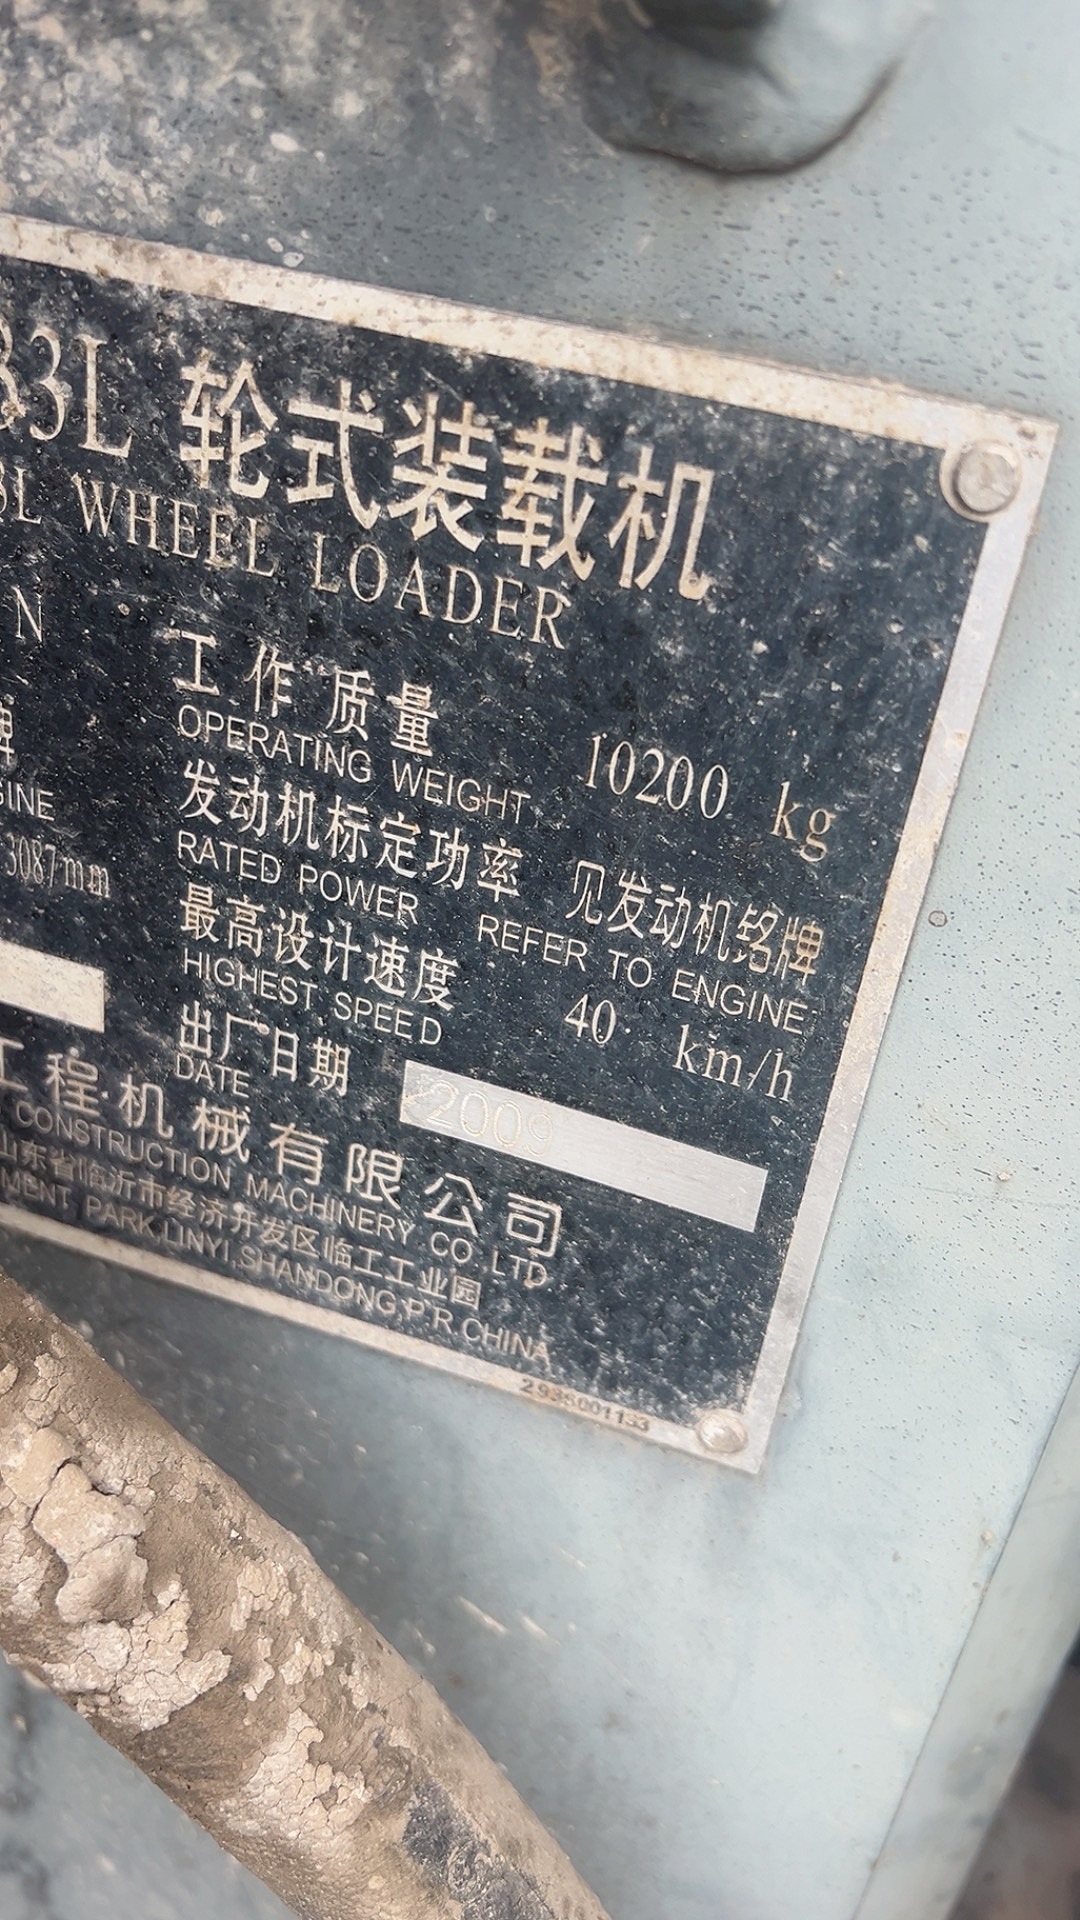 33L 轮式装载机
3L WHEEL LOADER
N
工作质量 10200 kg
OPERATING WEIGHT
牌
发动机标定功率 见发动机铭牌
GINE
RATED POWER REFER TO ENGINE
3087mm
最高设计速度 40 km/h
HIGHEST SPEED
出厂日期 2009
DATE
工程机械有限公司
CONSTRUCTION MACHINERY CO.LTD
山东省临沂市经济开发区临工工业园
MENT PARK,LINYI,SHANDONG,P.R.CHINA
2935001133